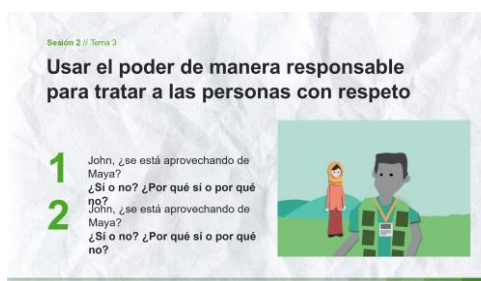 Sesión 2 // Tema 3
Usar el poder de manera responsable
para tratar a las personas con respeto
1
John, ¿se está aprovechando de
Maya?
¿Sí o no? ¿Por qué sí o por qué
no?
2
John, ¿se está aprovechando de
Maya?
¿Sí o no? ¿Por qué sí o por qué
no?